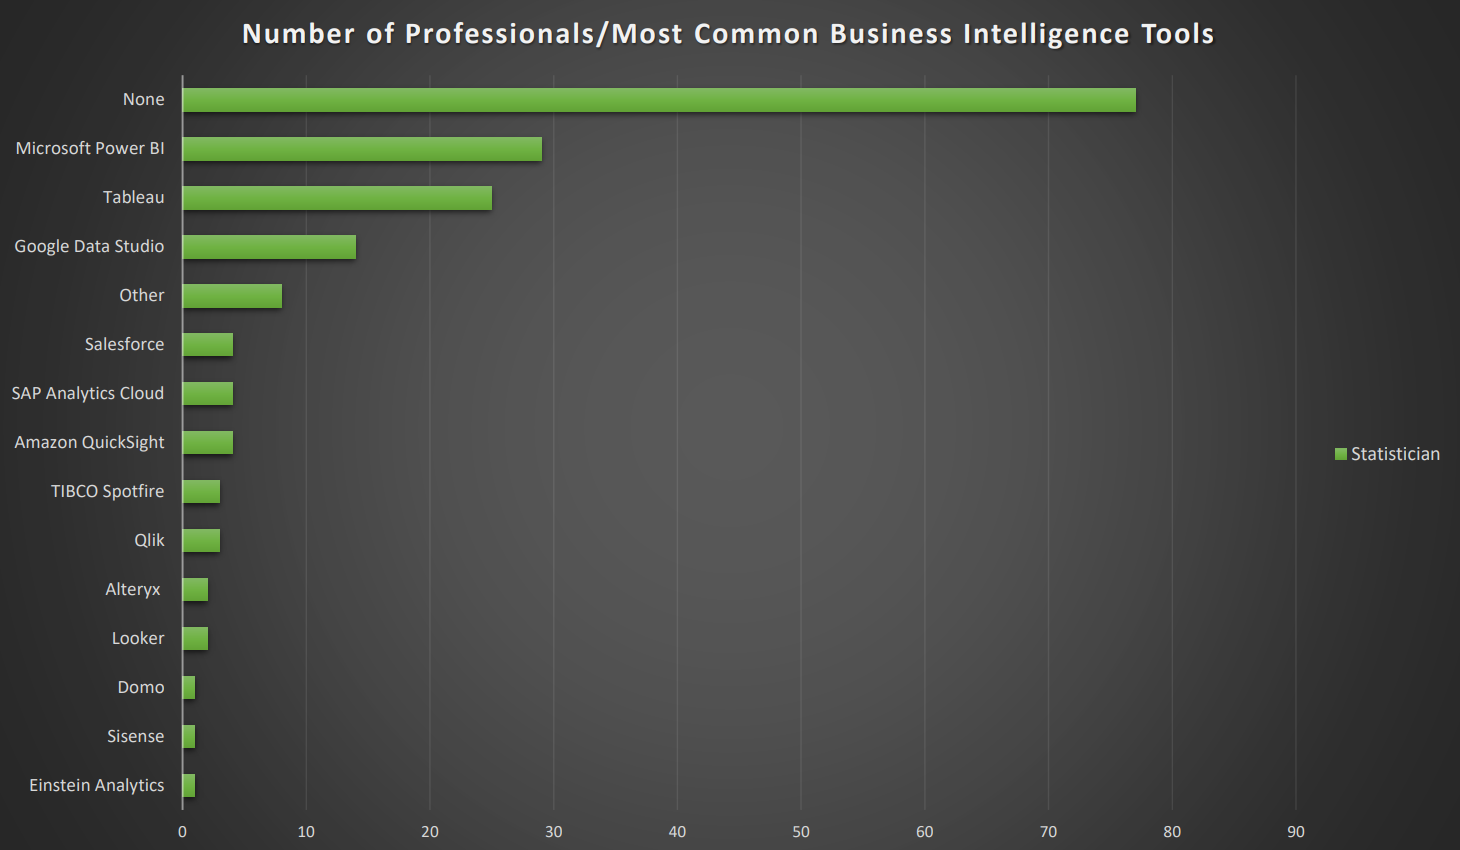 Number of Professionals/Most Common Business Intelligence Tools
None
Microsoft Power BI
Tableau
Google Data Studio
Other
Salesforce
SAP Analytics Cloud
Amazon QuickSight
Statistician
TIBCO Spotfire
Qlik
Alteryx
Looker
Domo
Sisense
Einstein Analytics
0 10 20 30 40 50 60 70 80 90